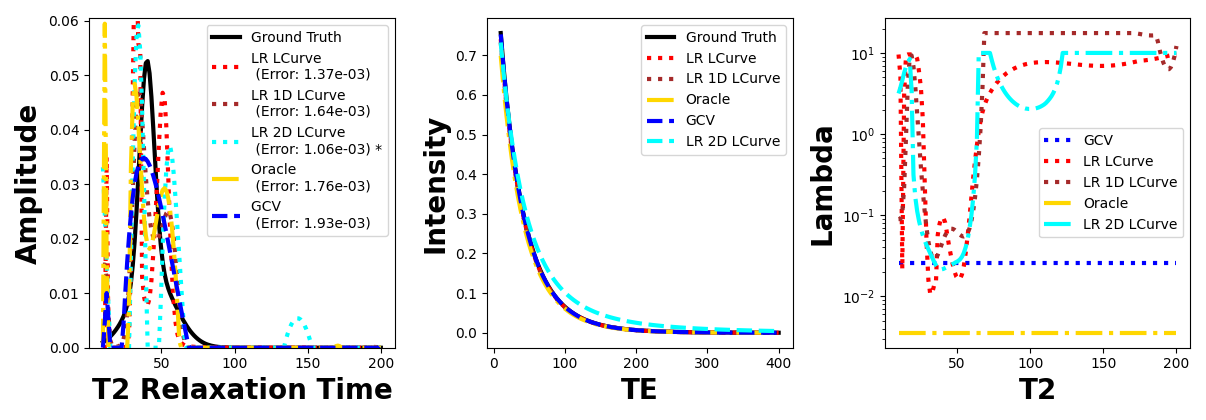 Amplitude
0.06
0.05
0.04
0.03
0.02
0.01
0.00
50
100
150
200
T2 Relaxation Time
Ground Truth
LR LCurve
(Error: 1.37e-03)
LR 1D LCurve
(Error: 1.64e-03)
LR 2D LCurve
(Error: 1.06e-03) *
Oracle
(Error: 1.76e-03)
GCV
(Error: 1.93e-03)
Intensity
0.7
0.6
0.5
0.4
0.3
0.2
0.1
0.0
0
100
200
300
400
TE
Ground Truth
LR LCurve
LR 1D LCurve
Oracle
GCV
LR 2D LCurve
Lambda
10¹
10⁰
10⁻¹
10⁻²
50
100
150
200
T2
GCV
LR LCurve
LR 1D LCurve
Oracle
LR 2D LCurve